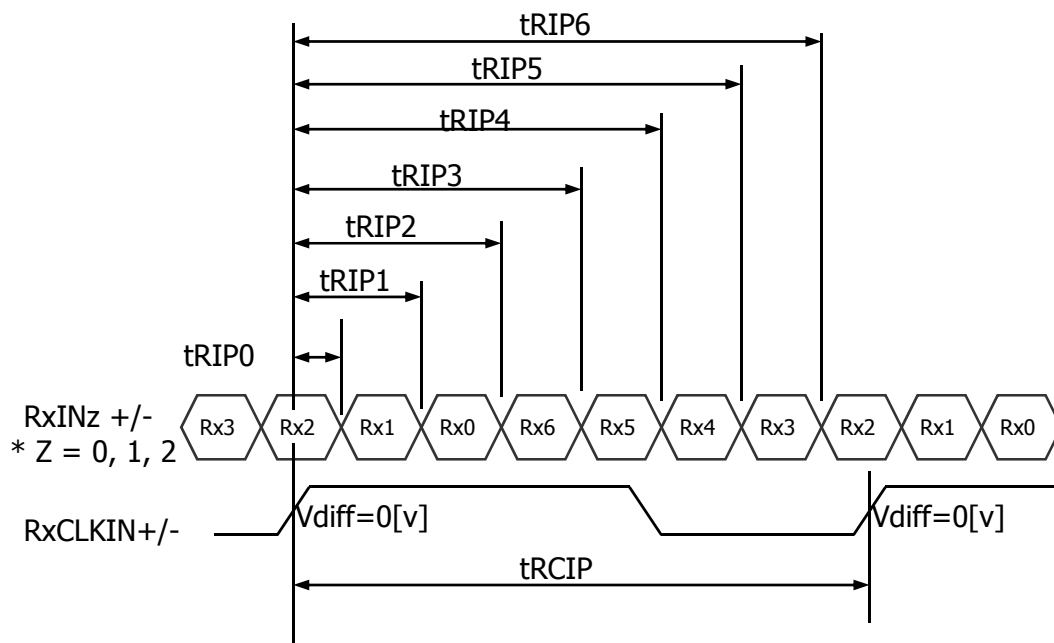 tRIP6
tRIP5
tRIP4
tRIP3
tRIP2
tRIP1
tRIP0
RxINz +/-
* Z = 0, 1, 2
Rx3 Rx2 Rx1 Rx0 Rx6 Rx5 Rx4 Rx3 Rx2 Rx1 Rx0
RxCLKIN+/-
Vdiff=0[v] Vdiff=0[v]
tRCIP